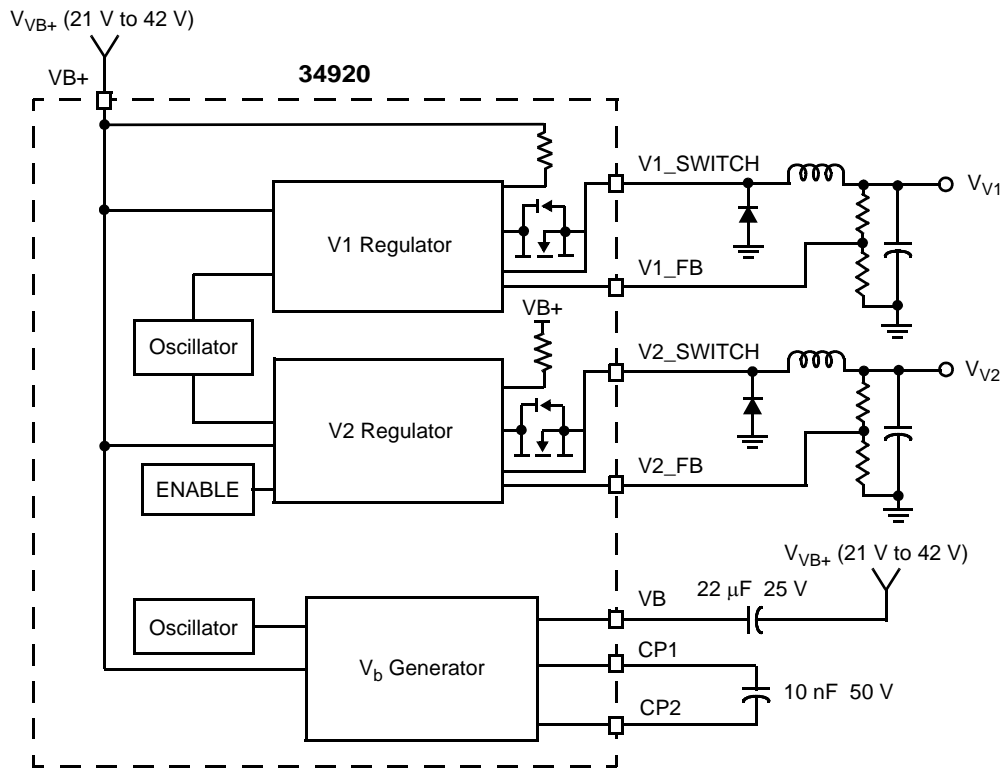 V_VB+ (21 V to 42 V)
VB+
34920
V1_SWITCH
V_V1
V1 Regulator
V1_FB
VB+
Oscillator
V2_SWITCH
V_V2
V2 Regulator
V2_FB
ENABLE
V_VB+ (21 V to 42 V)
22 μF 25 V
VB
Oscillator
CP1
V_b Generator
10 nF 50 V
CP2